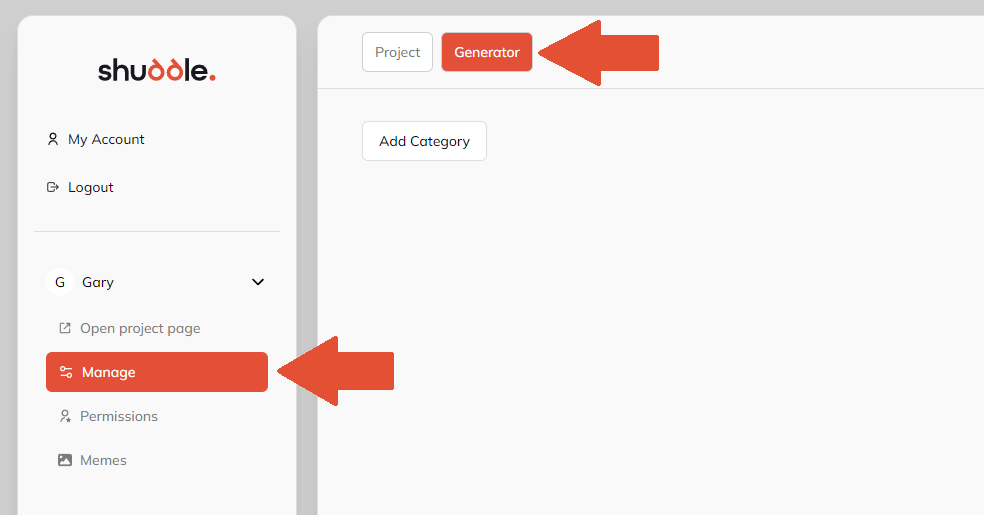 shuddle.
My Account
Logout
G Gary
Open project page
Manage
Permissions
Memes
Project Generator
Add Category